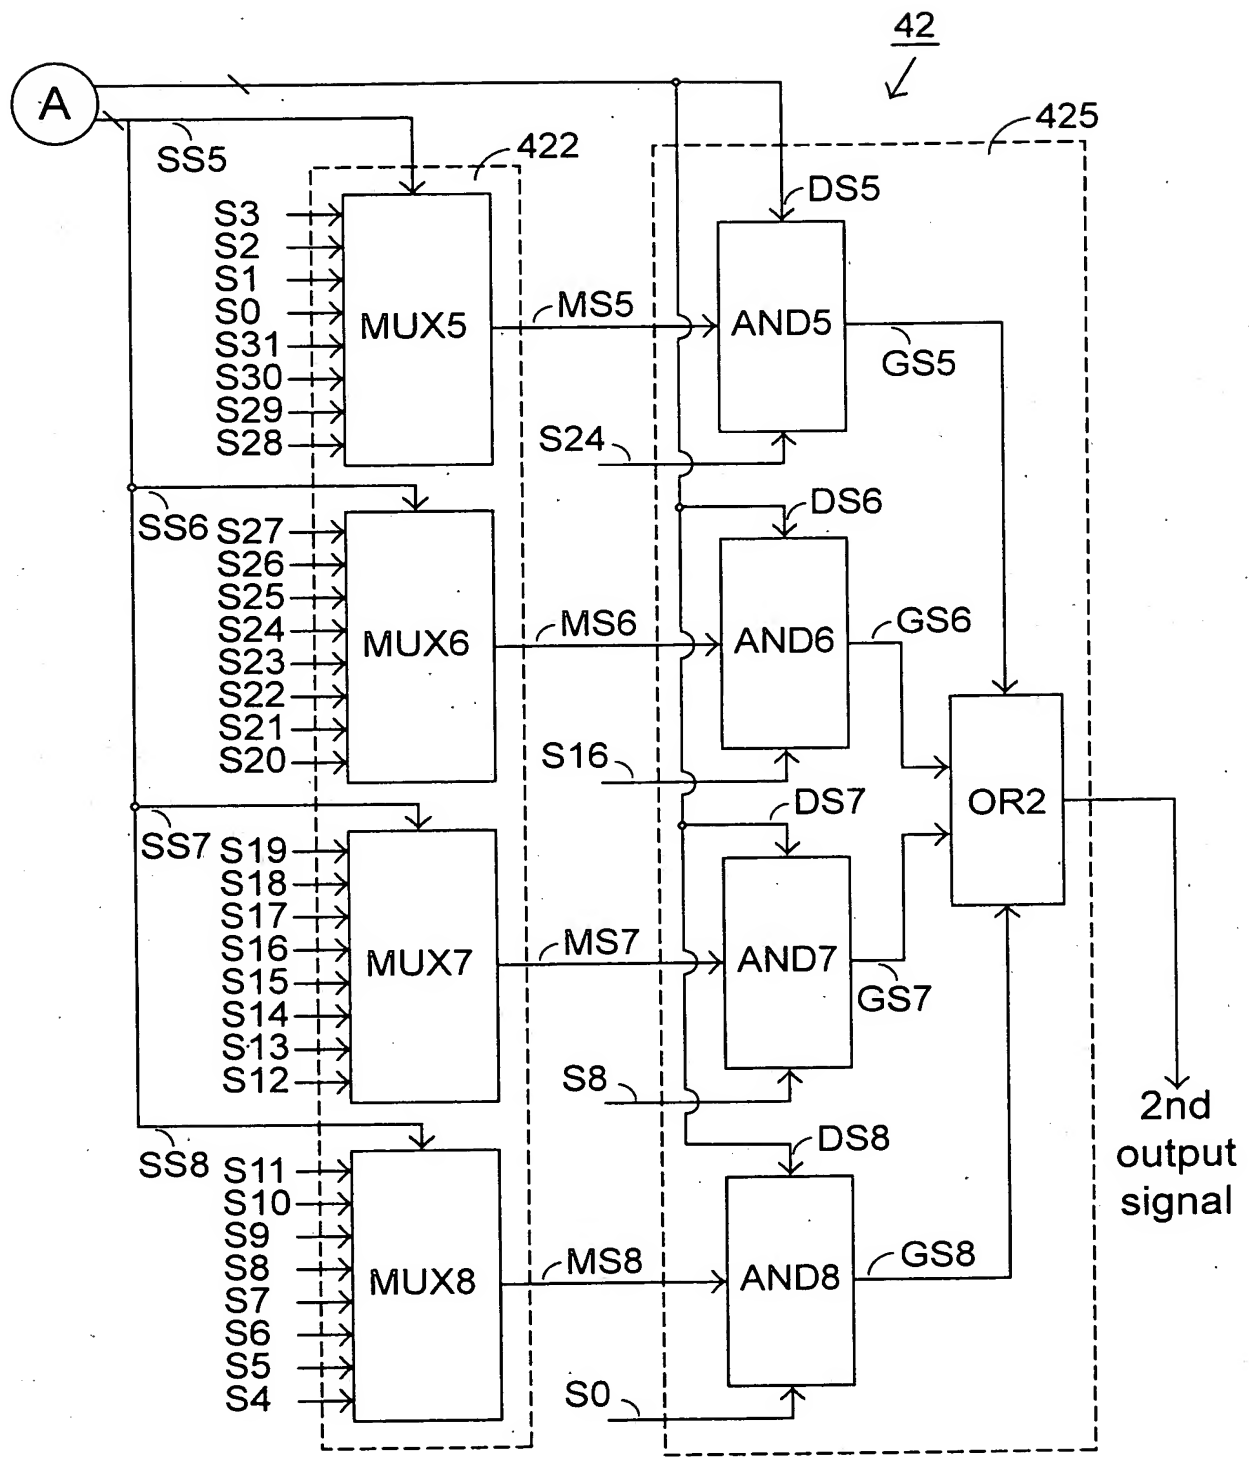 42
A
425
SS5
422
DS5
S3
S2
S1
S0
S31
S30
S29
S28
MUX5
MS5
AND5
GS5
S24
SS6
DS6
S27
S26
S25
S24
S23
S22
S21
S20
MUX6
MS6
AND6
GS6
S16
OR2
SS7
DS7
S19
S18
S17
S16
S15
S14
S13
S12
MUX7
MS7
AND7
GS7
S8
2nd
output
signal
SS8
DS8
S11
S10
S9
S8
S7
S6
S5
S4
MUX8
MS8
AND8
GS8
S0